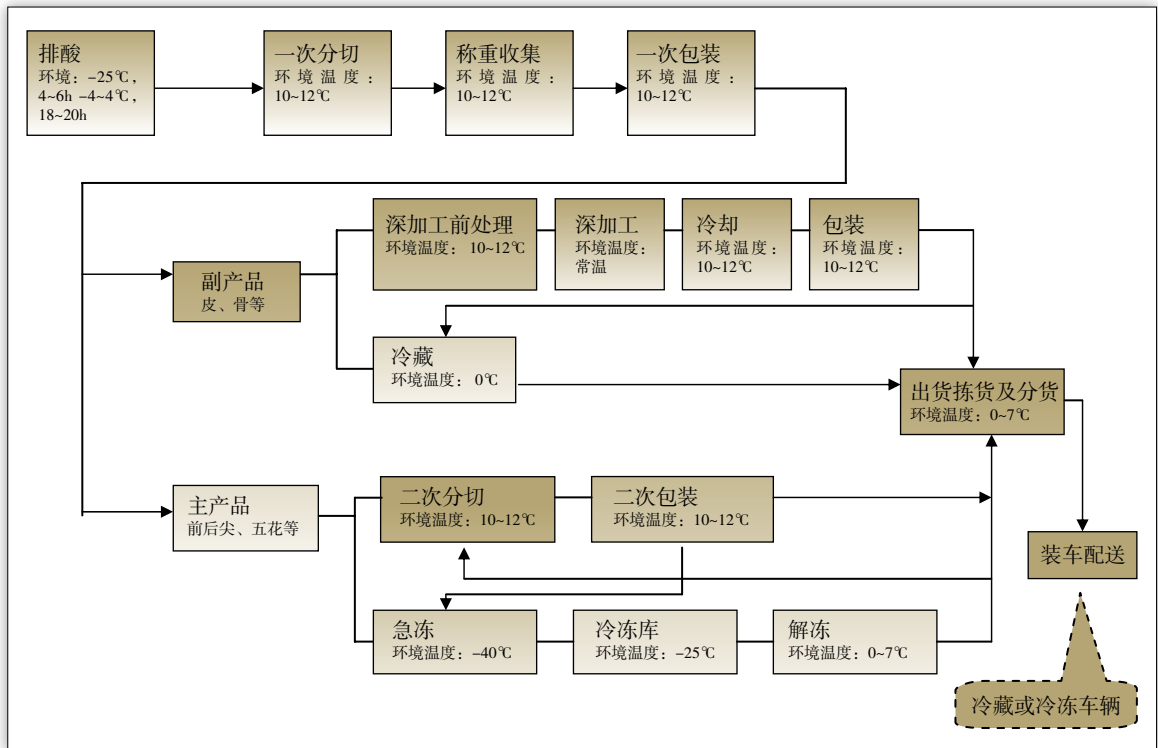 排酸
环境：-25℃，
4~6h -4~4℃，
18~20h
一次分切
环境温度：
10~12℃
称重收集
环境温度：
10~12℃
一次包装
环境温度：
10~12℃
深加工前处理
环境温度：10~12℃
深加工
环境温度：
常温
冷却
环境温度：
10~12℃
包装
环境温度：
10~12℃
副产品
皮、骨等
冷藏
环境温度：0℃
出货拣货及分货
环境温度：0~7℃
主产品
前后尖、五花等
二次分切
环境温度：10~12℃
二次包装
环境温度：10~12℃
装车配送
急冻
环境温度：-40℃
冷冻库
环境温度：-25℃
解冻
环境温度：0~7℃
冷藏或冷冻车辆